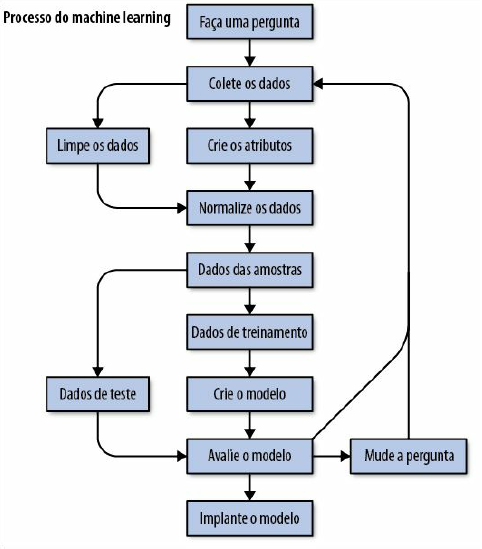 Processo do machine learning
Faça uma pergunta
Colete os dados
Limpe os dados
Crie os atributos
Normalize os dados
Dados das amostras
Dados de treinamento
Dados de teste
Crie o modelo
Avalie o modelo
Mude a pergunta
Implante o modelo